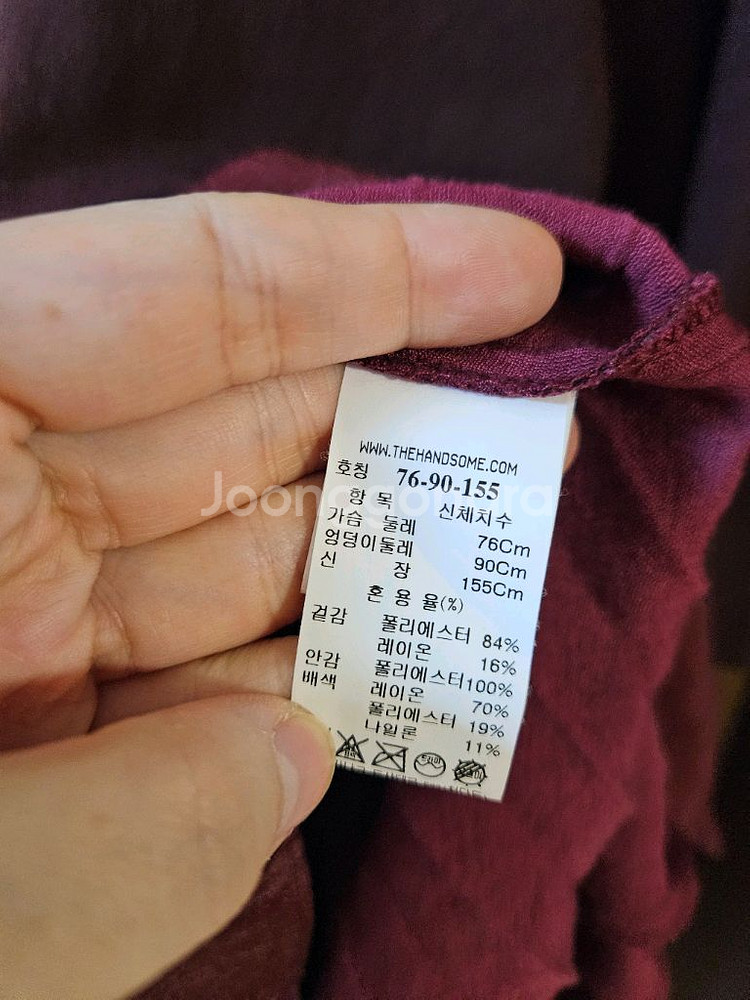 WWW.THEHANDSOME.COM
호칭 76-90-155
항 목 신체치수
가슴 둘레 76Cm
엉덩이둘레 90Cm
신 장 155Cm
혼 용 율(%)
겉감 폴리에스터 84%
레이온 16%
안감 폴리에스터100%
배색 레이온 70%
폴리에스터 19%
나일론 11%
Joonggonara